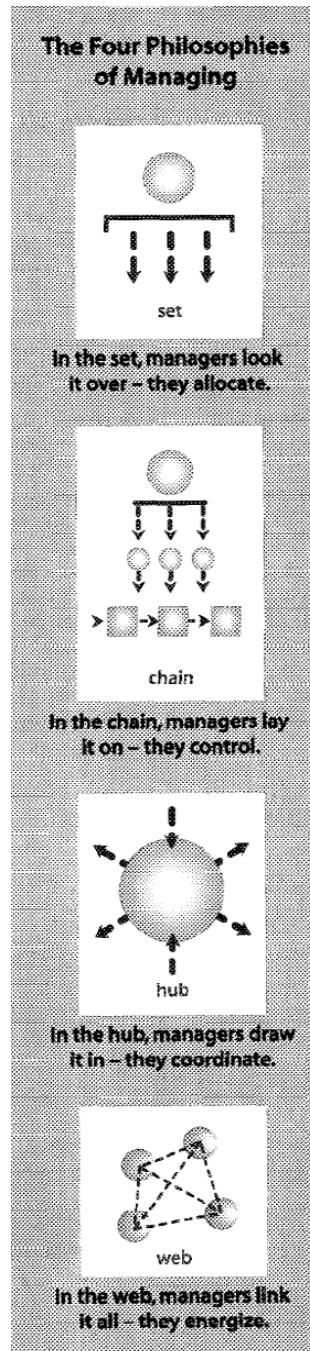 The Four Philosophies
of Managing
set
In the set, managers look
it over – they allocate.
chain
In the chain, managers lay
it on – they control.
hub
In the hub, managers draw
it in – they coordinate.
web
In the web, managers link
it all – they energize.